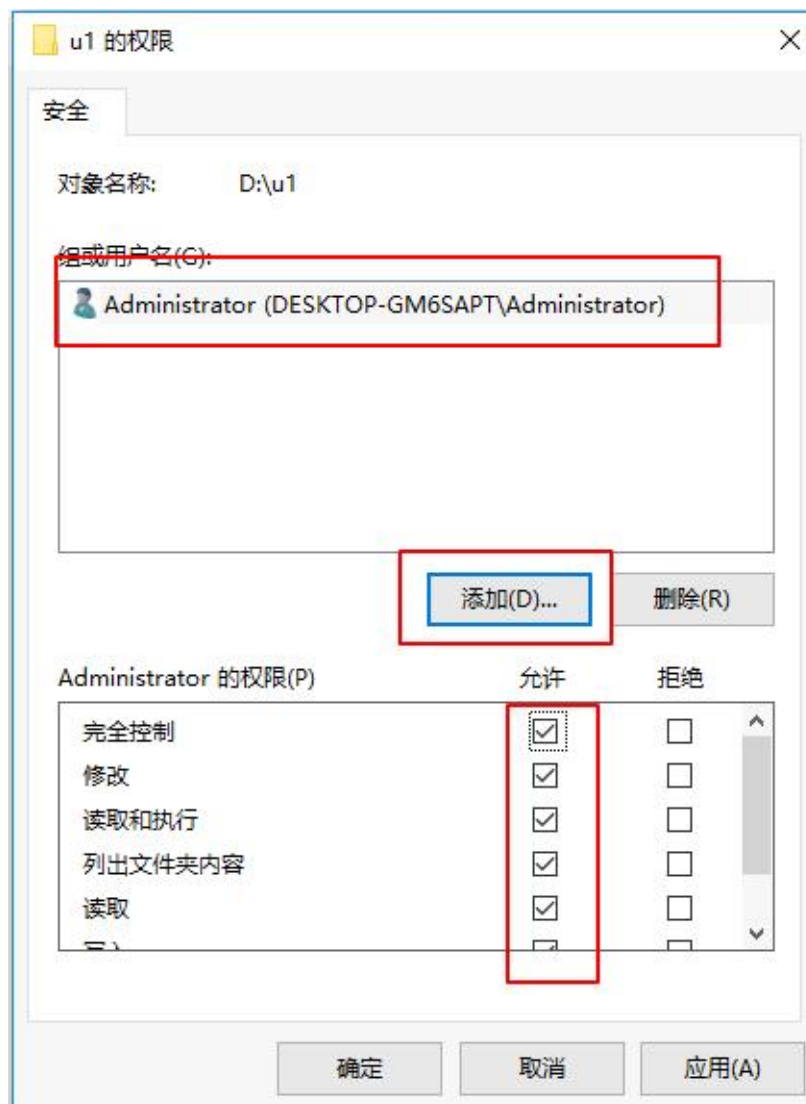 u1 的权限
安全
对象名称: D:\u1
组或用户名(G):
Administrator (DESKTOP-GM6SAPT\Administrator)
添加(D)... 删除(R)
Administrator 的权限(P) 允许 拒绝
完全控制
修改
读取和执行
列出文件夹内容
读取
确定 取消 应用(A)